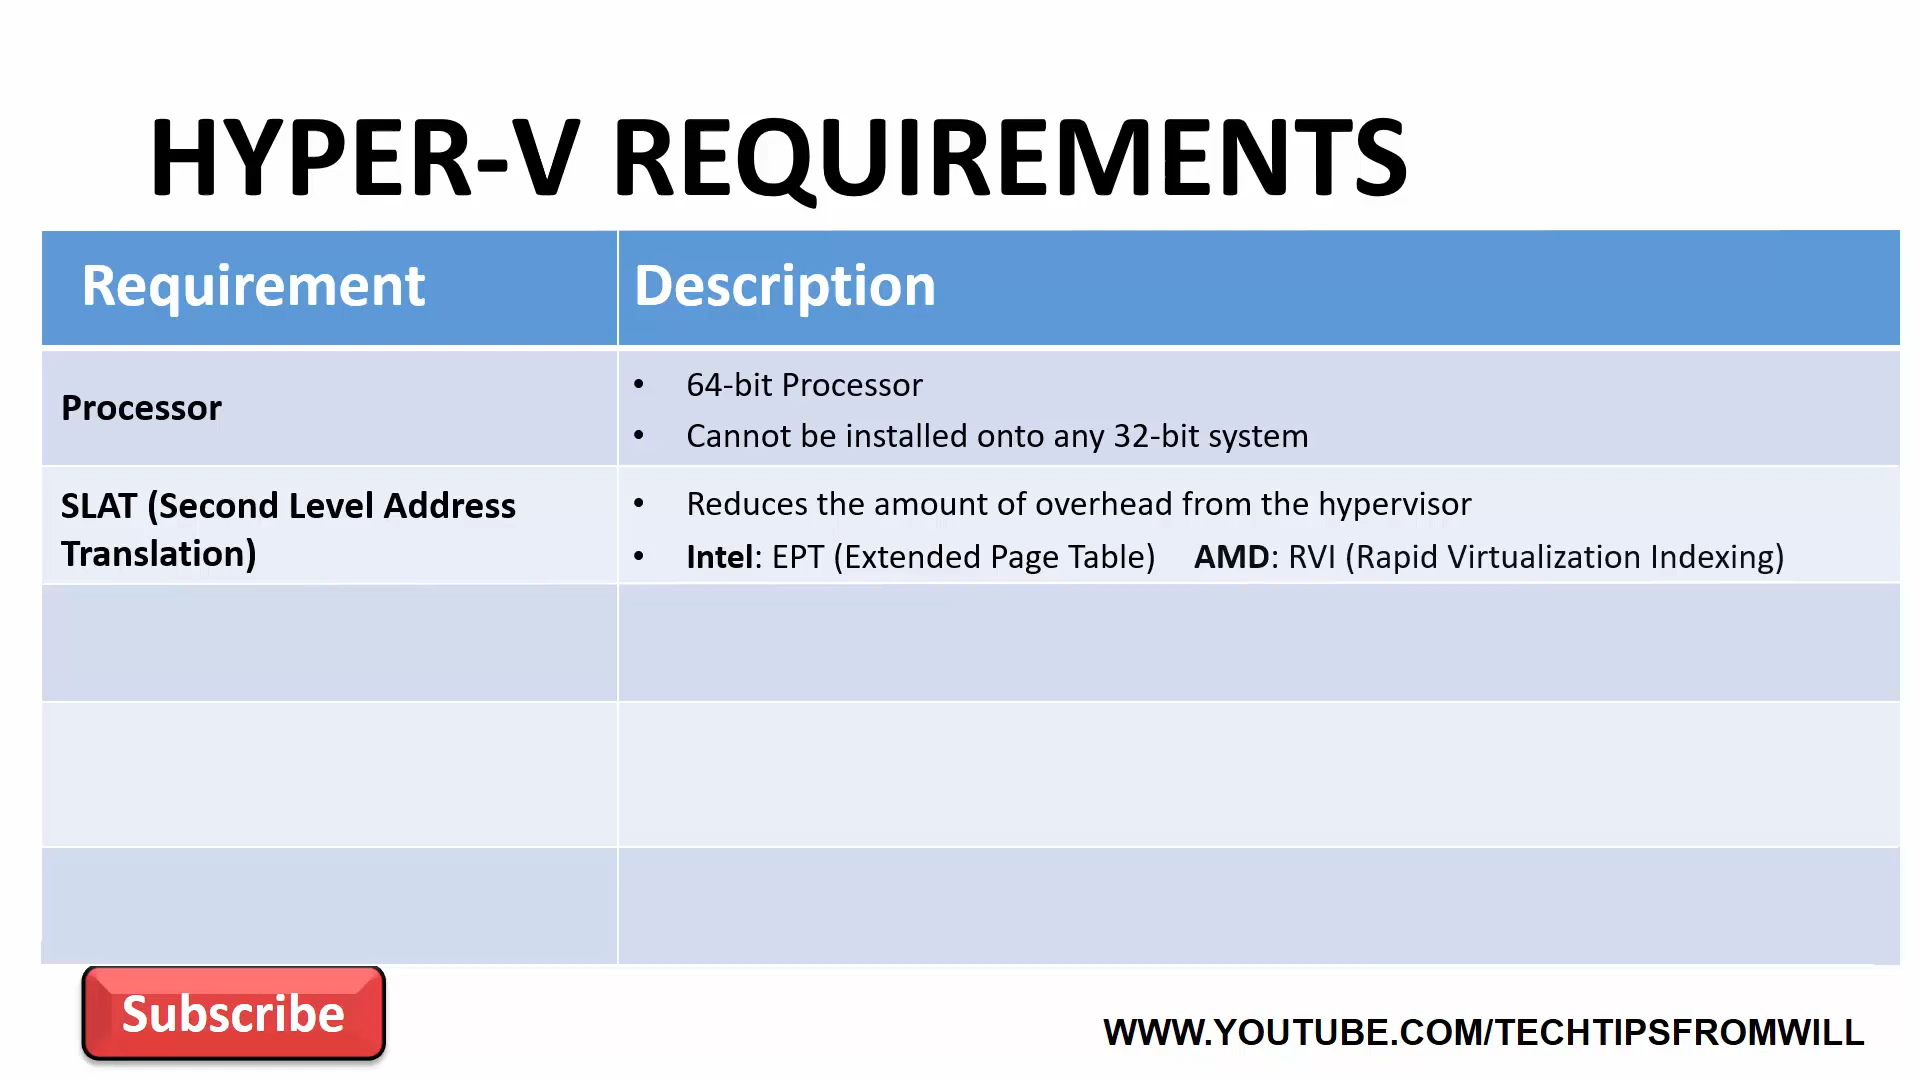 HYPER-V REQUIREMENTS
Requirement Description
Processor
• 64-bit Processor
• Cannot be installed onto any 32-bit system
SLAT (Second Level Address
Translation)
• Reduces the amount of overhead from the hypervisor
• Intel: EPT (Extended Page Table) AMD: RVI (Rapid Virtualization Indexing)
Subscribe
WWW.YOUTUBE.COM/TECHTIPSFROMWILL